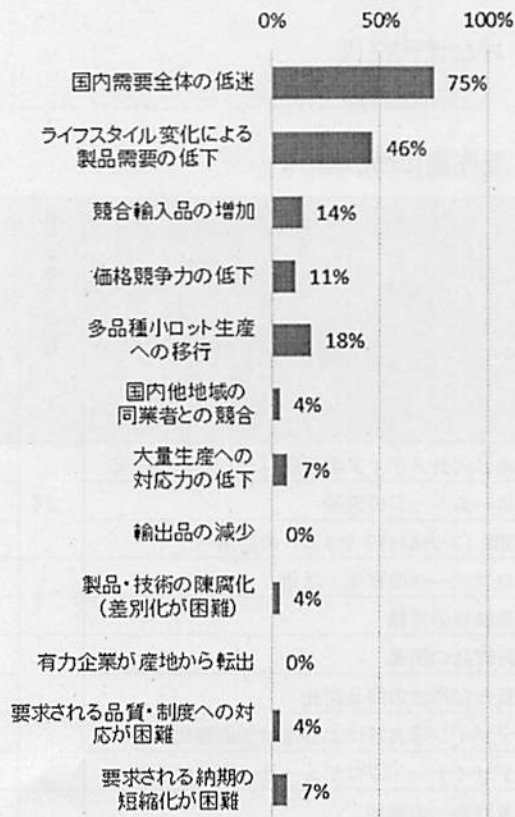 0% 50% 100%
国内需要全体の低迷 75%
ライフスタイル変化による
製品需要の低下 46%
競合輸入品の増加 14%
価格競争力の低下 11%
多品種小ロット生産
への移行 18%
国内他地域の
同業者との競合 4%
大量生産への
対応力の低下 7%
輸出品の減少 0%
製品・技術の陳腐化
(差別化が困難) 4%
有力企業が産地から転出 0%
要求される品質・制度への対
応が困難 4%
要求される納期の
短縮化が困難 7%